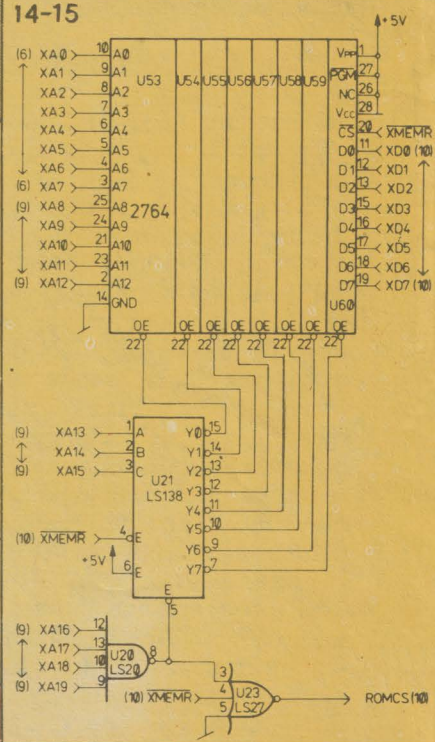 14-15
+5V
(6) XA0 10 A0 U53 U54 U55 U56 U57 U58 U59 VPP 1
XA1 9 A1 PGM 27
XA2 8 A2 NC 26
XA3 7 A3 VCC 28
XA4 6 A4 CS 20 XMEMR
XA5 5 A5 D0 11 XD0 (10)
XA6 4 A6 D1 12 XD1
(6) XA7 3 A7 D2 13 XD2
(9) XA8 25 A8 2764 D3 15 XD3
XA9 24 A9 D4 16 XD4
XA10 21 A10 D5 17 XD5
XA11 23 A11 D6 18 XD6
(9) XA12 2 A12 D7 19 XD7 (10)
14 GND U60
OE OE OE OE OE OE OE OE
22 22 22 22 22 22 22 22
(9) XA13 1 A Y0 15
XA14 2 B Y1 14
(9) XA15 3 C Y2 13
U21 Y3 12
LS138 Y4 11
(10) XMEMR 4 E Y5 10
+5V Y6 9
6 E Y7 7
E
5
(9) XA16 12
XA17 13 U20 8
XA18 10 LS20
(9) XA19 9
3
(10) XMEMR 4 U23 ROMCS (10)
5 LS27